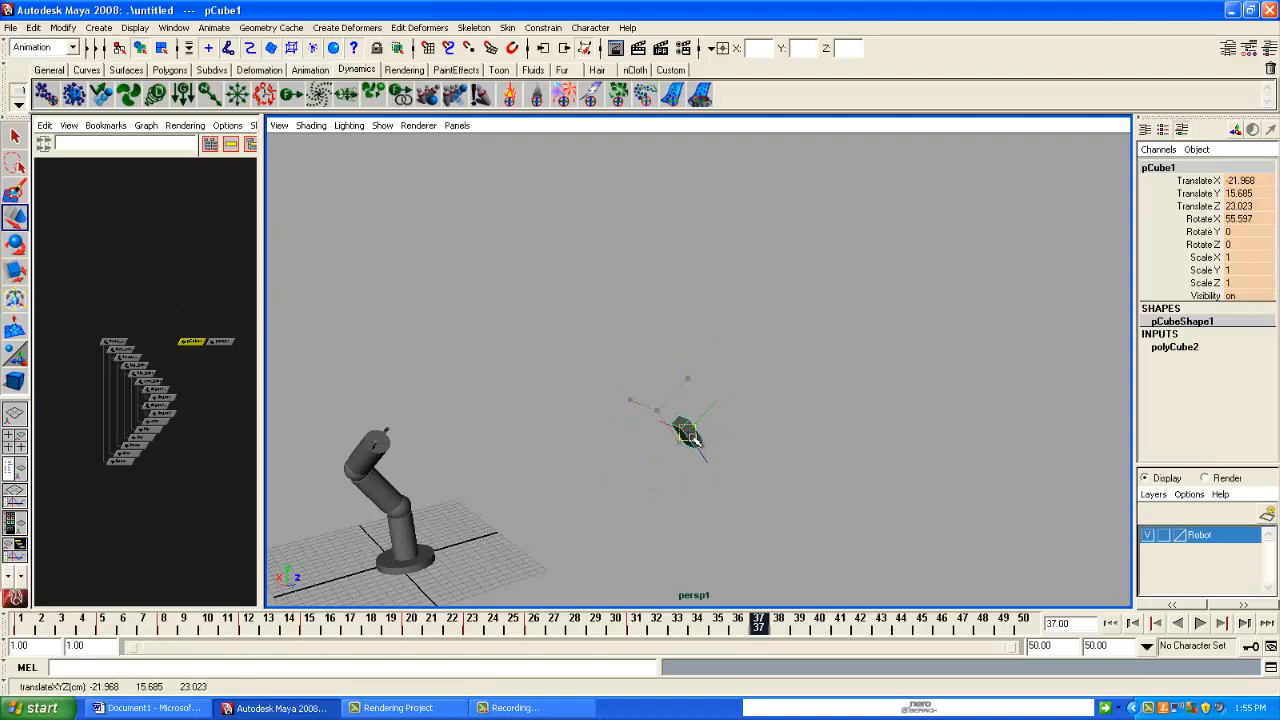 Autodesk Maya 2008: .\untitled --- pCube1
File Edit Modify Create Display Window Animate Geometry Cache Create Deformers Edit Deformers Skeleton Skin Constrain Character Help
Animation X: Y: Z:
General Curves Surfaces Polygons Subdivs Deformation Animation Dynamics Rendering PaintEffects Toon Fluids Fur Hair nCloth Custom
Edit View Bookmarks Graph Rendering Options
View Shading Lighting Show Renderer Panels
Channels Object
pCube1
Translate X -21.968
Translate Y 15.685
Translate Z 23.023
Rotate X 55.597
Rotate Y 0
Rotate Z 0
Scale X 1
Scale Y 1
Scale Z 1
Visibility on
SHAPES
pCubeShape1
INPUTS
polyCube2
Display Render
Layers Options Help
V Robot
X Y Z
persp1
1 2 3 4 5 6 7 8 9 10 11 12 13 14 15 16 17 18 19 20 21 22 23 24 25 26 27 28 29 30 31 32 33 34 35 36 37 38 39 40 41 42 43 44 45 46 47 48 49 50
37
37.00
1.00 1.00 50.00 50.00 No Character Set
MEL
translateXYZ(cm): -21.968 15.685 23.023
start Document1 - Microsof... Autodesk Maya 2008... Rendering Project Recording... nero SEARCH 1:55 PM